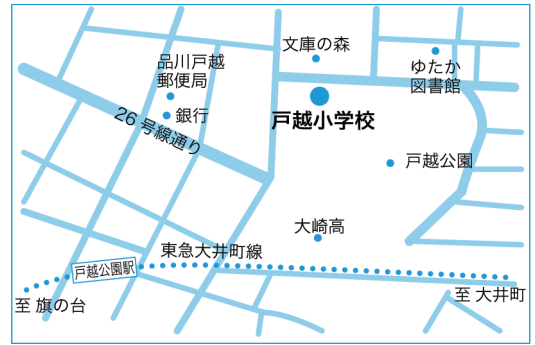 文庫の森
品川戸越
郵便局
ゆたか
図書館
銀行
戸越小学校
26号線通り
戸越公園
大崎高
東急大井町線
戸越公園駅
至 旗の台
至 大井町